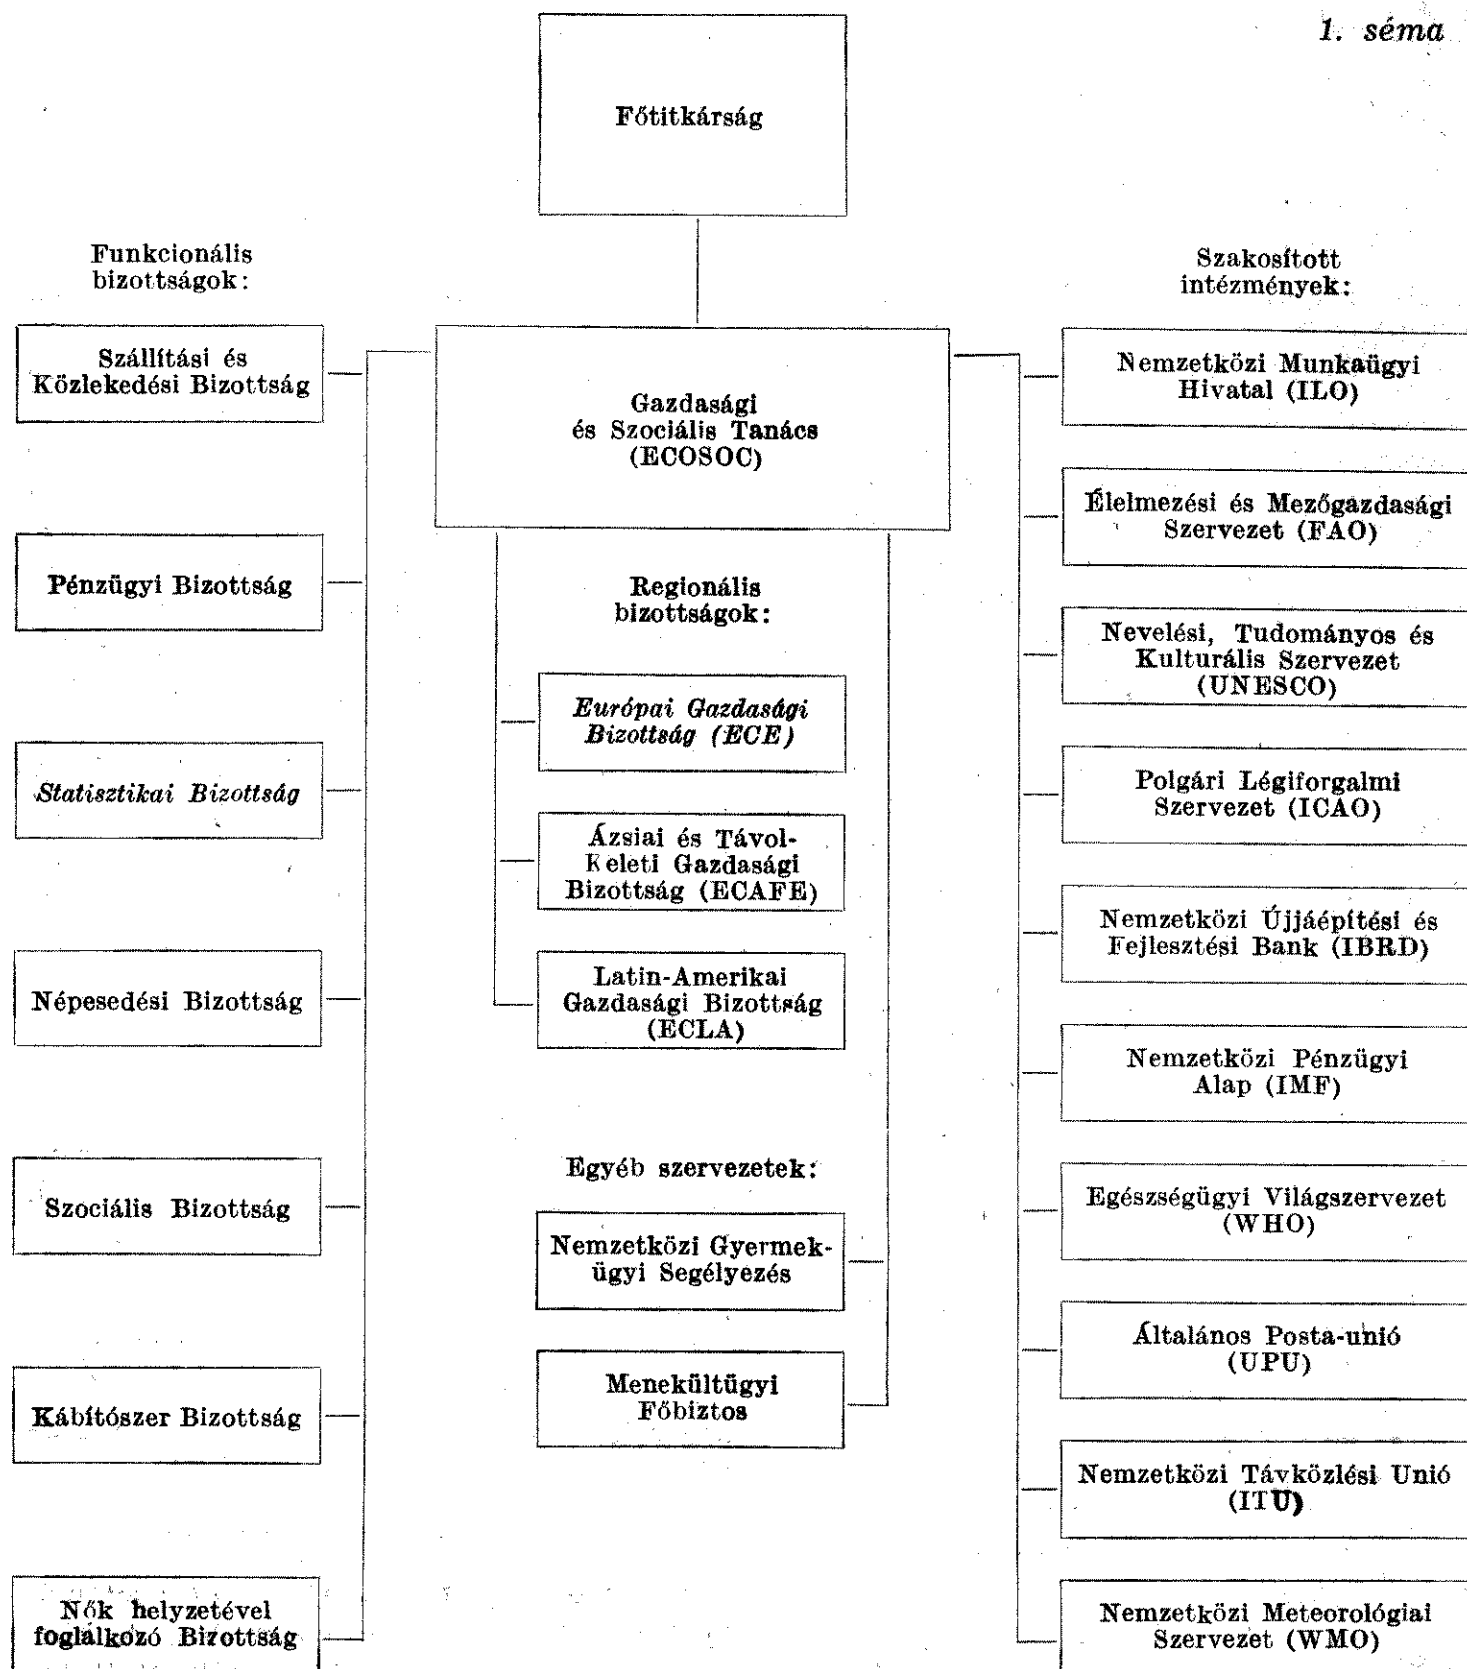 1. séma
Főtitkárság
Funkcionális
bizottságok:
Szállítási és
Közlekedési Bizottság
Pénzügyi Bizottság
Statisztikai Bizottság
Népesedési Bizottság
Szociális Bizottság
Kábítószer Bizottság
Nők helyzetével
foglalkozó Bizottság
Gazdasági
és Szociális Tanács
(ECOSOC)
Regionális
bizottságok:
Európai Gazdasági
Bizottság (ECE)
Ázsiai és Távol-
Keleti Gazdasági
Bizottság (ECAFE)
Latin-Amerikai
Gazdasági Bizottság
(ECLA)
Egyéb szervezetek:
Nemzetközi Gyermek-
ügyi Segélyezés
Menekültügyi
Főbiztos
Szakosított
intézmények:
Nemzetközi Munkaügyi
Hivatal (ILO)
Élelmezési és Mezőgazdasági
Szervezet (FAO)
Nevelési, Tudományos és
Kulturális Szervezet
(UNESCO)
Polgári Légiforgalmi
Szervezet (ICAO)
Nemzetközi Újjáépítési és
Fejlesztési Bank (IBRD)
Nemzetközi Pénzügyi
Alap (IMF)
Egészségügyi Világszervezet
(WHO)
Általános Posta-unió
(UPU)
Nemzetközi Távközlési Unió
(ITU)
Nemzetközi Meteorológiai
Szervezet (WMO)